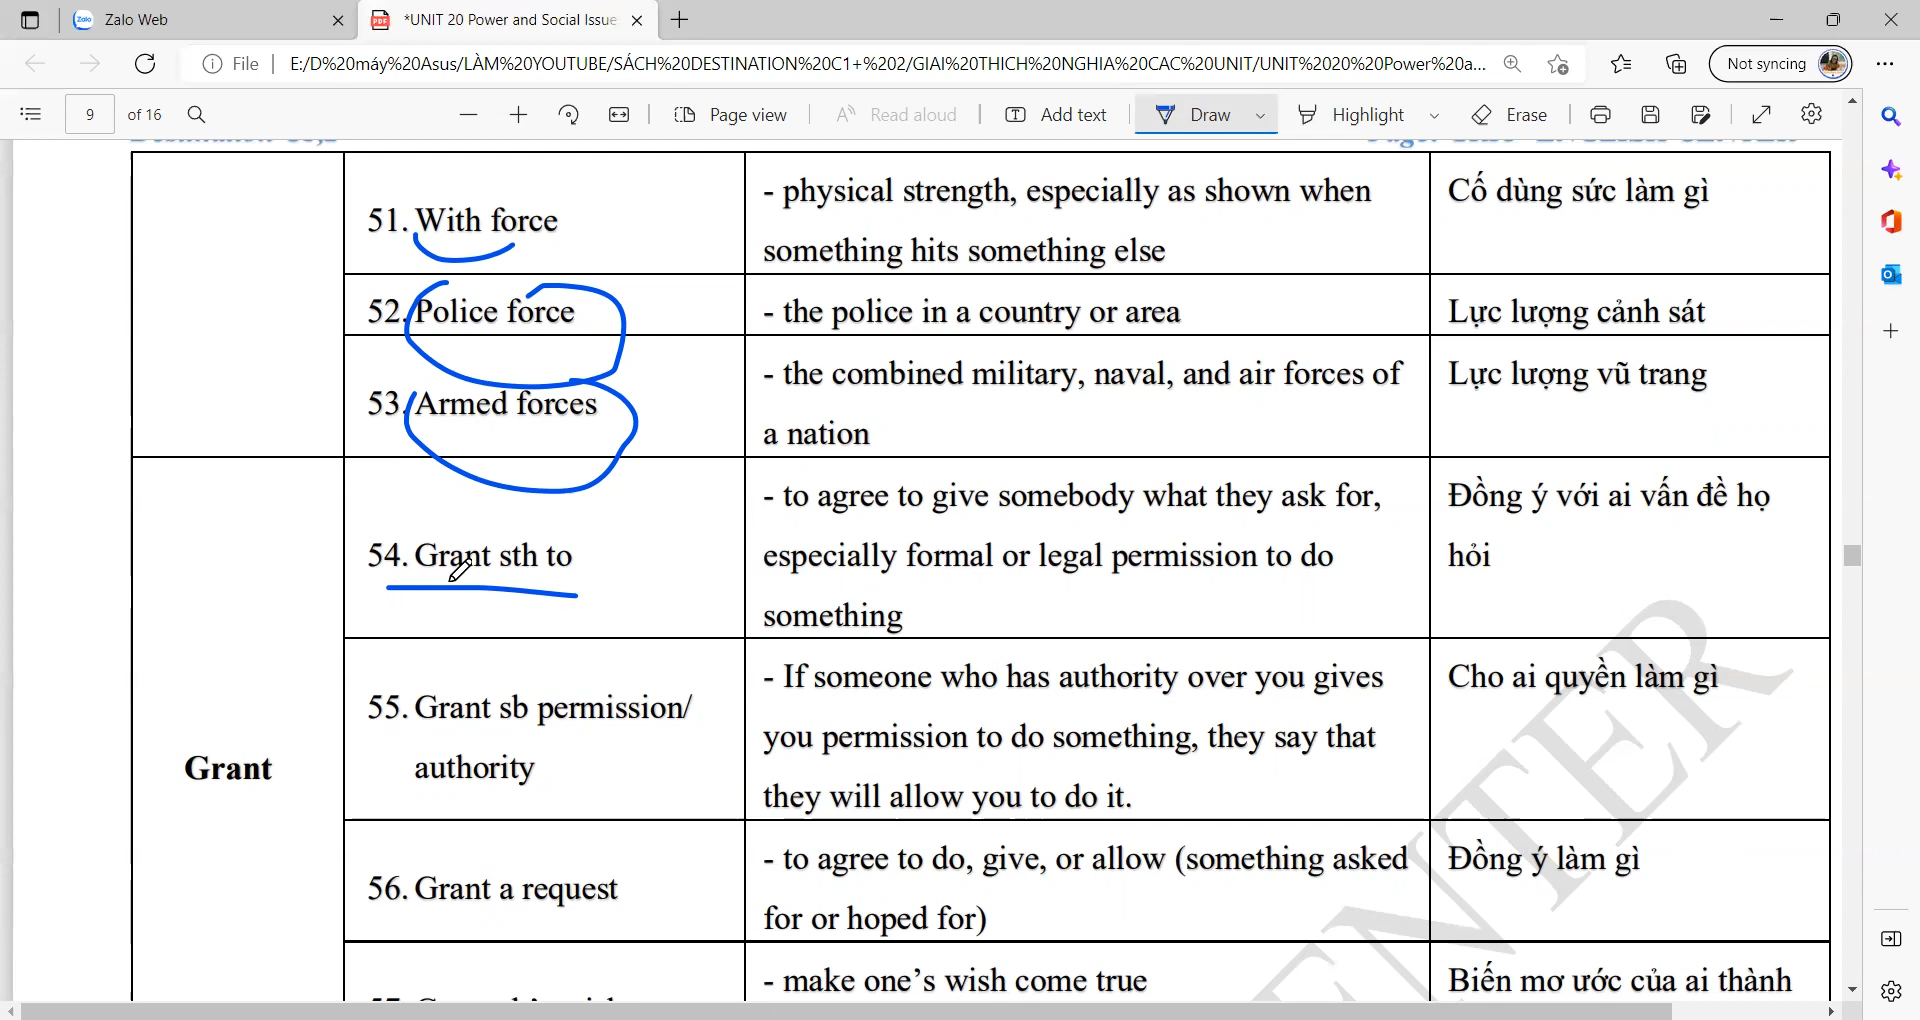 Zalo Web
*UNIT 20 Power and Social Issue
File
E:/D%20máy%20Asus/LÀM%20YOUTUBE/SÁCH%20DESTINATION%20C1+%202/GIAI%20THICH%20NGHIA%20CAC%20UNIT/UNIT%2020%20Power%20a...
Not syncing
9 of 16
Page view
Read aloud
Add text
Draw
Highlight
Erase
51. With force
- physical strength, especially as shown when
something hits something else
Cố dùng sức làm gì
52. Police force
- the police in a country or area
Lực lượng cảnh sát
53. Armed forces
- the combined military, naval, and air forces of
a nation
Lực lượng vũ trang
Grant
54. Grant sth to
- to agree to give somebody what they ask for,
especially formal or legal permission to do
something
Đồng ý với ai vấn đề họ
hỏi
55. Grant sb permission/
authority
- If someone who has authority over you gives
you permission to do something, they say that
they will allow you to do it.
Cho ai quyền làm gì
56. Grant a request
- to agree to do, give, or allow (something asked
for or hoped for)
Đồng ý làm gì
- make one's wish come true
Biến mơ ước của ai thành
ENTER